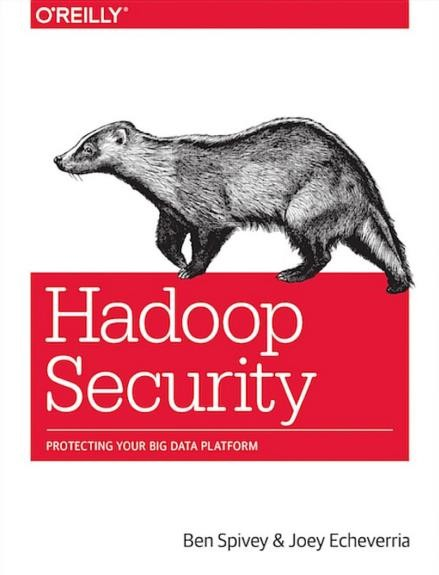 O'REILLY®
Hadoop
Security
PROTECTING YOUR BIG DATA PLATFORM
Ben Spivey & Joey Echeverria